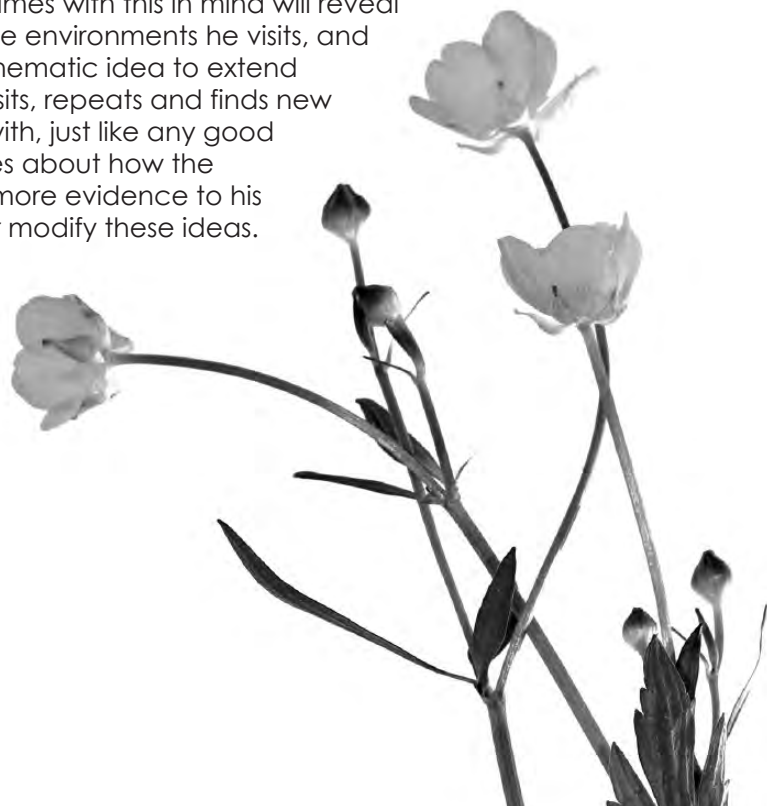 mes with this in mind will reveal
e environments he visits, and
hematic idea to extend
sits, repeats and finds new
with, just like any good
es about how the
more evidence to his
r modify these ideas.